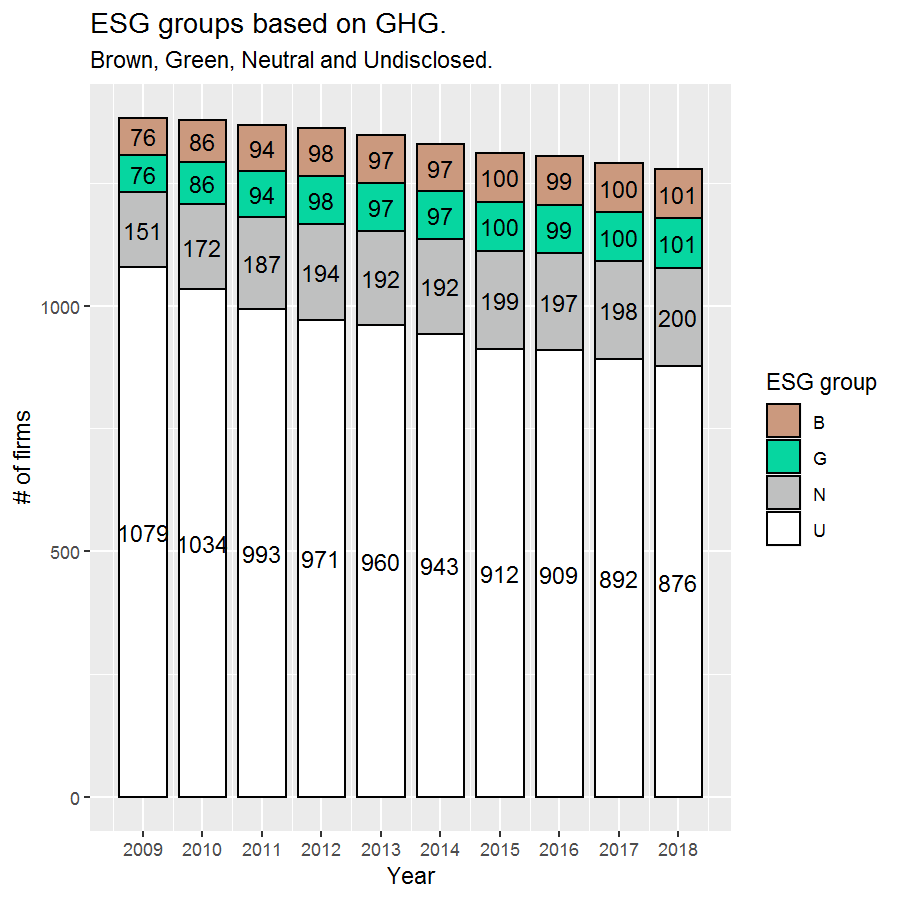 ESG groups based on GHG.
Brown, Green, Neutral and Undisclosed.
76 86 94 98 97 97 100 99 100 101
76 86 94 98 97 97 100 99 100 101
151 172 187 194 192 192 199 197 198 200
1079 1034 993 971 960 943 912 909 892 876
1000
500
0
# of firms
2009 2010 2011 2012 2013 2014 2015 2016 2017 2018
Year
ESG group
B
G
N
U